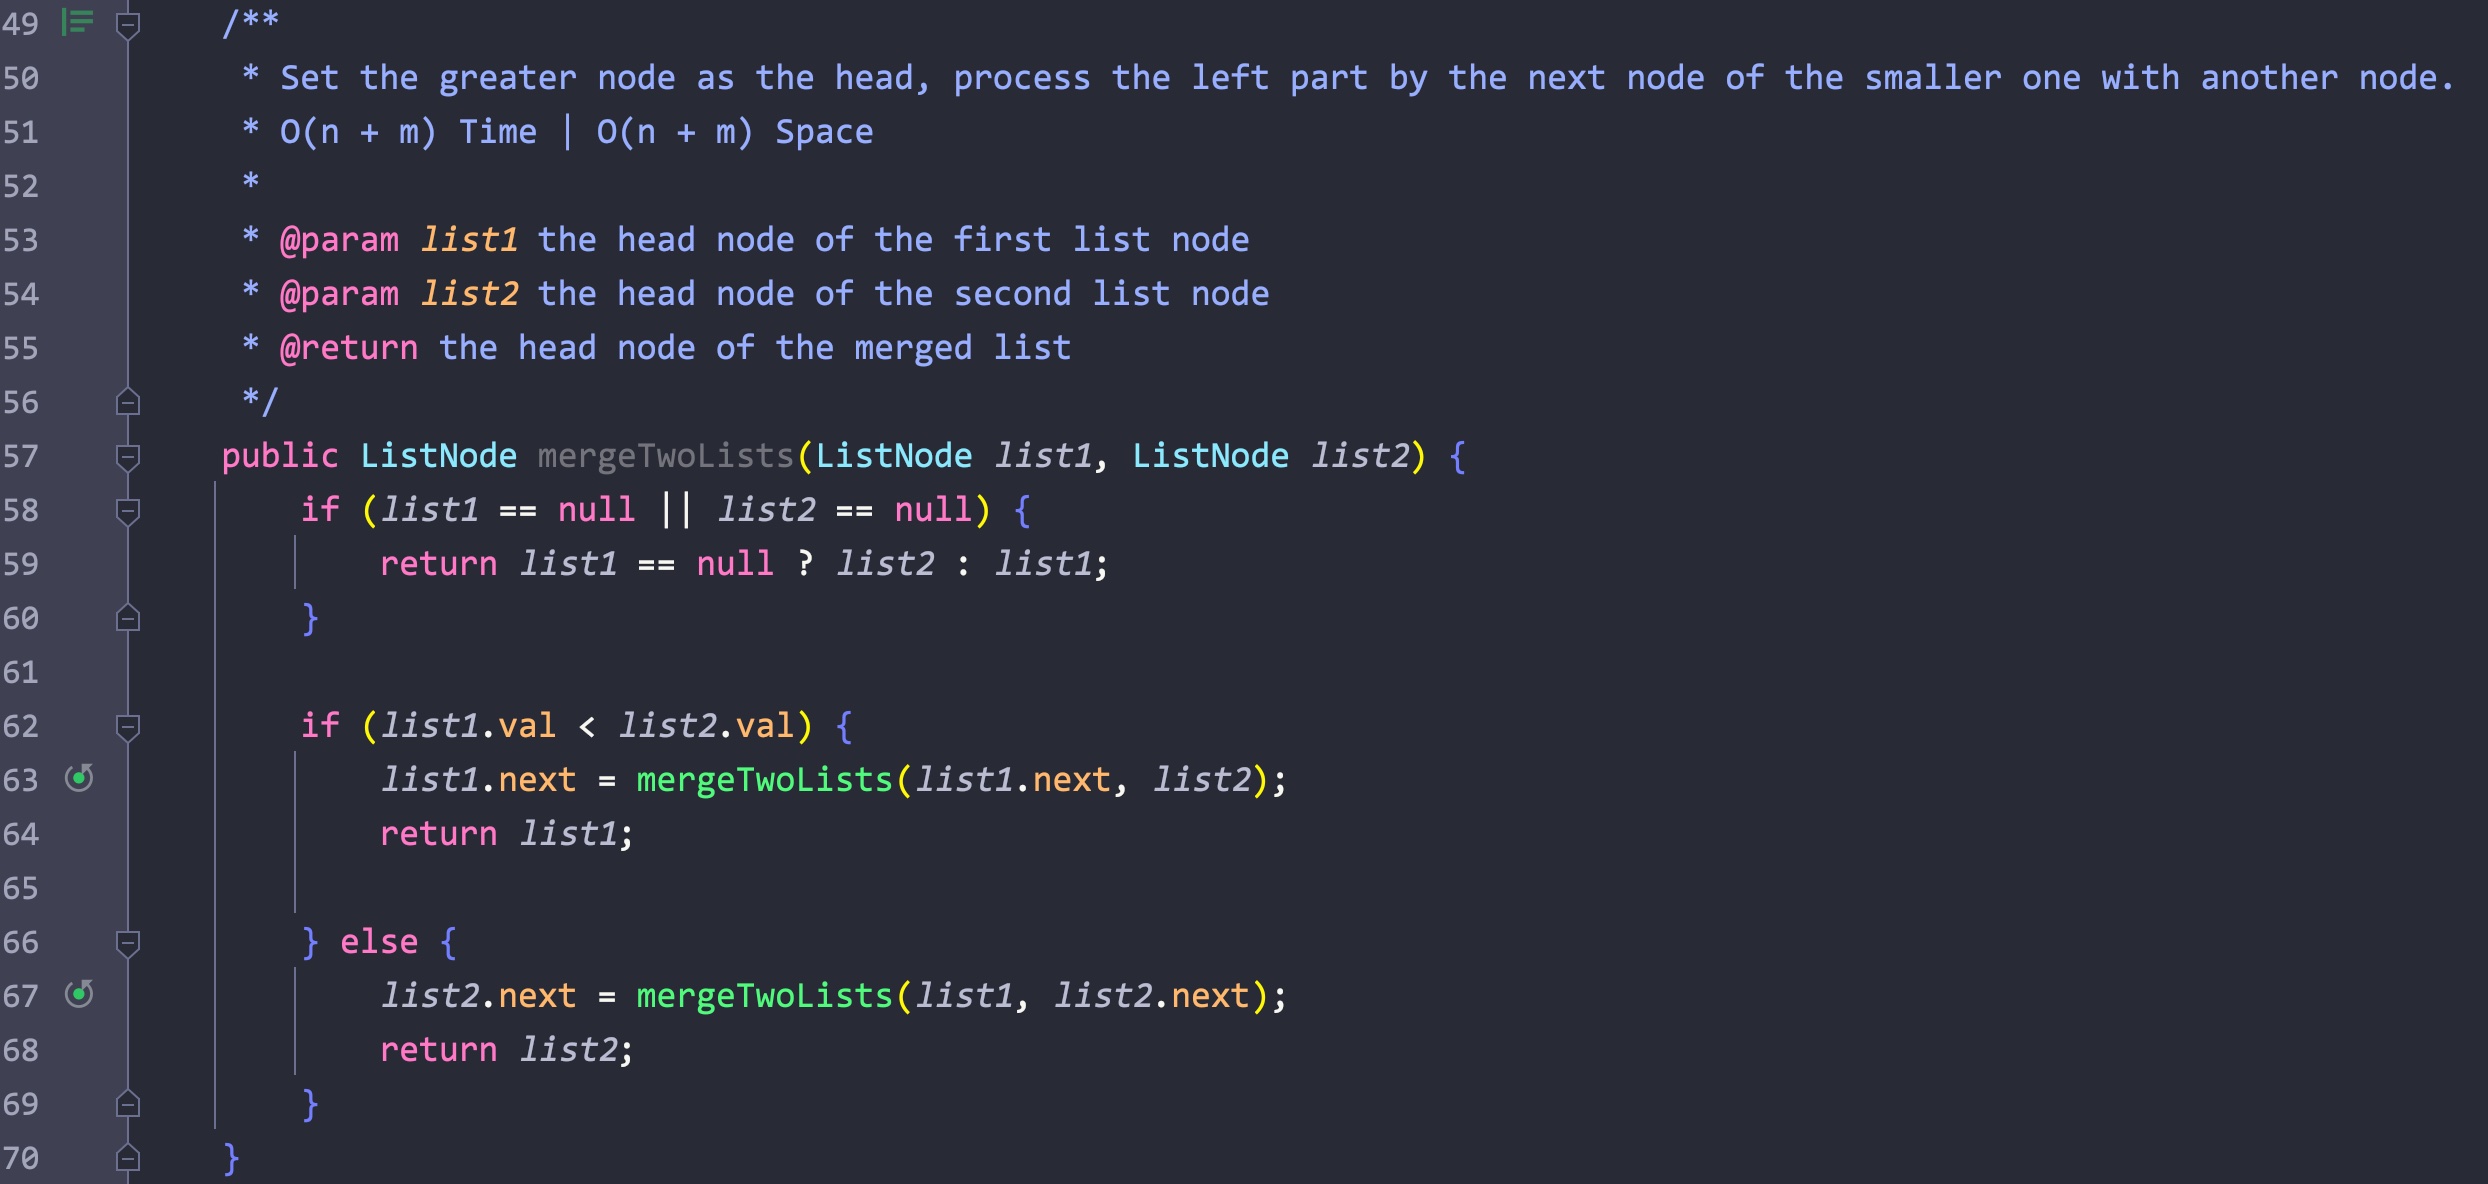 49 /**
50 * Set the greater node as the head, process the left part by the next node of the smaller one with another node.
51 * O(n + m) Time | O(n + m) Space
52 *
53 * @param list1 the head node of the first list node
54 * @param list2 the head node of the second list node
55 * @return the head node of the merged list
56 */
57 public ListNode mergeTwoLists(ListNode list1, ListNode list2) {
58 if (list1 == null || list2 == null) {
59 return list1 == null ? list2 : list1;
60 }
61
62 if (list1.val < list2.val) {
63 list1.next = mergeTwoLists(list1.next, list2);
64 return list1;
65
66 } else {
67 list2.next = mergeTwoLists(list1, list2.next);
68 return list2;
69 }
70 }